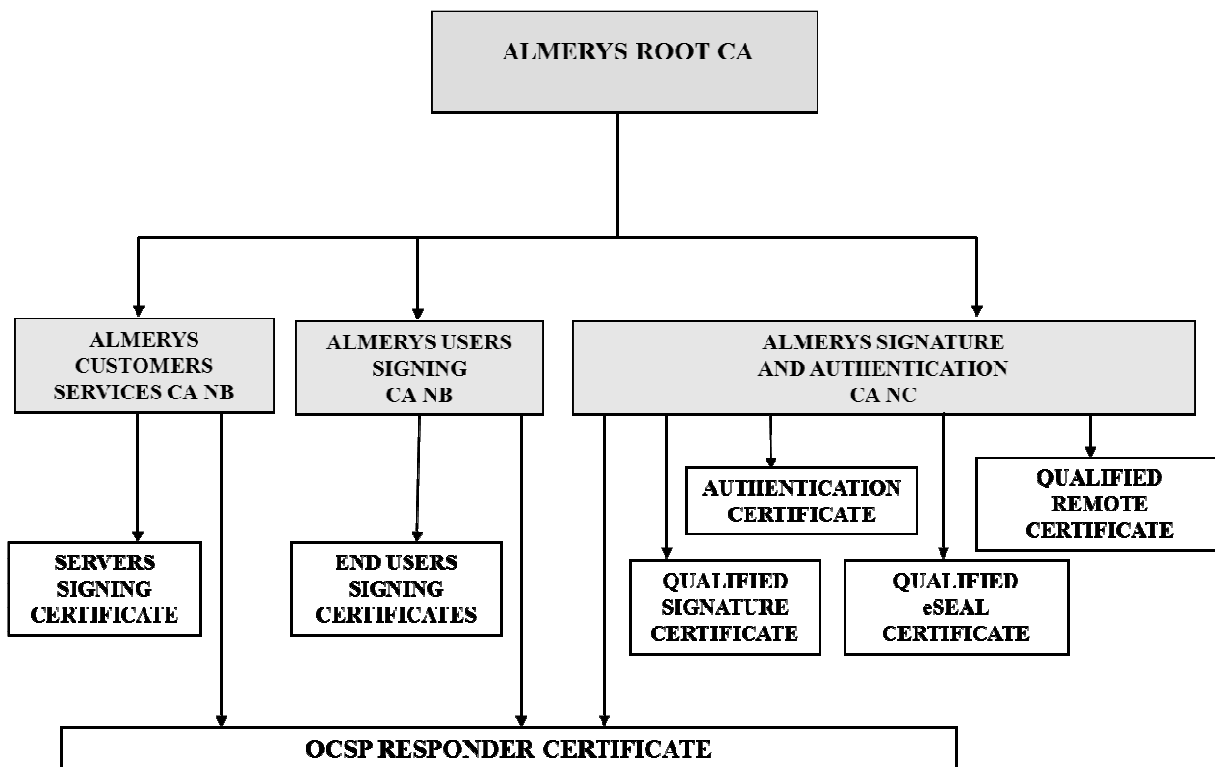 ALMERYS ROOT CA
ALMERYS
CUSTOMERS
SERVICES CA NB
ALMERYS USERS
SIGNING
CA NB
ALMERYS SIGNATURE
AND AUTHENTICATION
CA NC
AUTHENTICATION
CERTIFICATE
QUALIFIED
REMOTE
CERTIFICATE
SERVERS
SIGNING
CERTIFICATE
END USERS
SIGNING
CERTIFICATES
QUALIFIED
SIGNATURE
CERTIFICATE
QUALIFIED
eSEAL
CERTIFICATE
OCSP RESPONDER CERTIFICATE